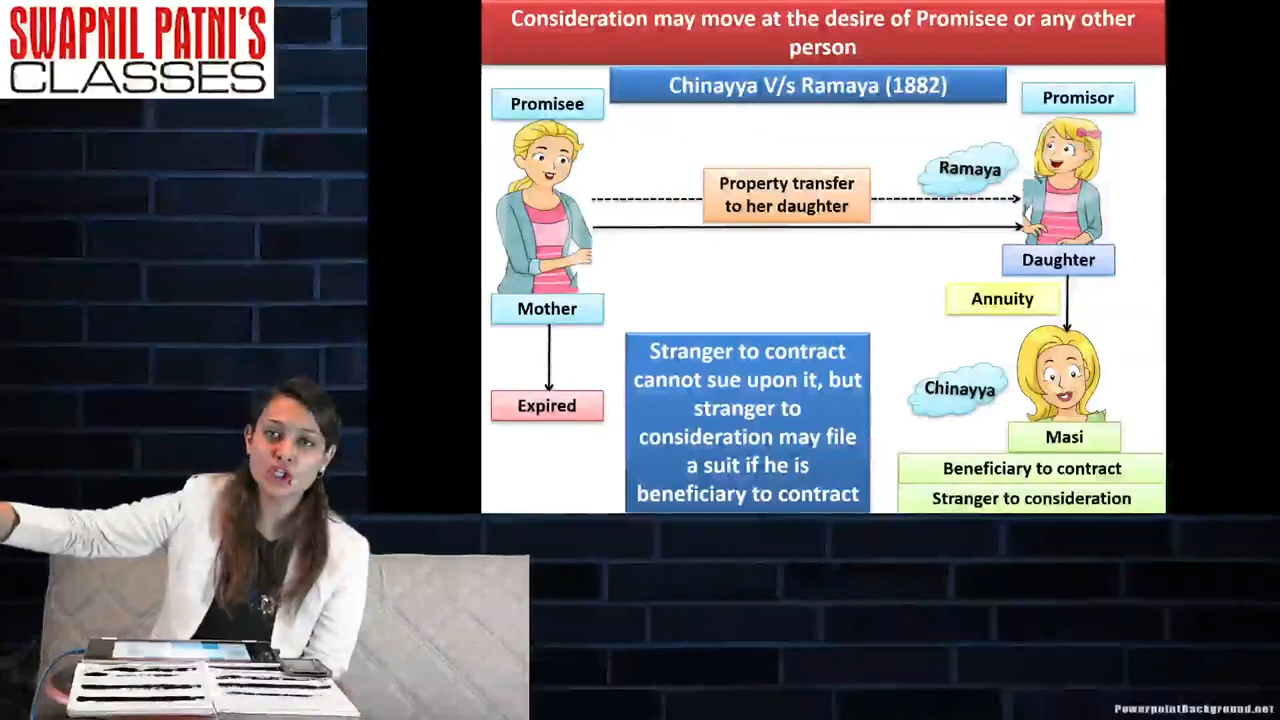 SWAPNIL PATNI'S
CLASSES
Consideration may move at the desire of Promisee or any other
person
Chinayya V/s Ramaya (1882)
Promisee
Promisor
Ramaya
Property transfer
to her daughter
Daughter
Annuity
Mother
Expired
Stranger to contract
cannot sue upon it, but
stranger to
consideration may file
a suit if he is
beneficiary to contract
Chinayya
Masi
Beneficiary to contract
Stranger to consideration
PowerpointBackground.net